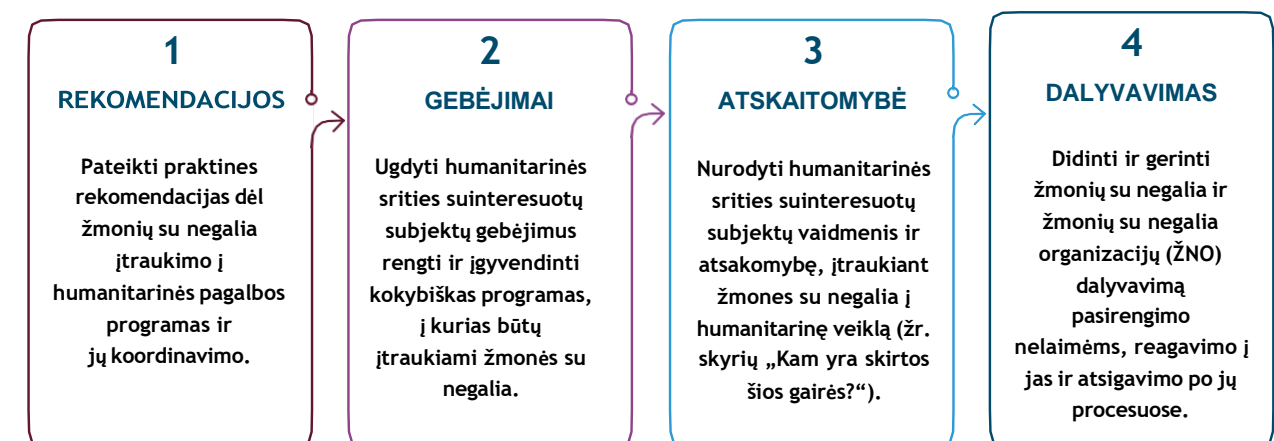 1
REKOMENDACIJOS
Pateikti praktines
rekomendacijas dėl
žmonių su negalia
įtraukimo į
humanitarinės pagalbos
programas ir
jų koordinavimo.
2
GEBĖJIMAI
Ugdyti humanitarinės
srities suinteresuotų
subjektų gebėjimus
rengti ir įgyvendinti
kokybiškas programas,
į kurias būtų
įtraukiami žmonės su
negalia.
3
ATSKAITOMYBĖ
Nurodyti humanitarinės
srities suinteresuotų
subjektų vaidmenis ir
atsakomybę, įtraukiant
žmones su negalia į
humanitarinę veiklą (žr.
skyrių „Kam yra skirtos
šios gairės?“).
4
DALYVAVIMAS
Didinti ir gerinti
žmonių su negalia ir
žmonių su negalia
organizacijų (ŽNO)
dalyvavimą
pasirengimo
nelaimėms, reagavimo į
jas ir atsigavimo po jų
procesuose.